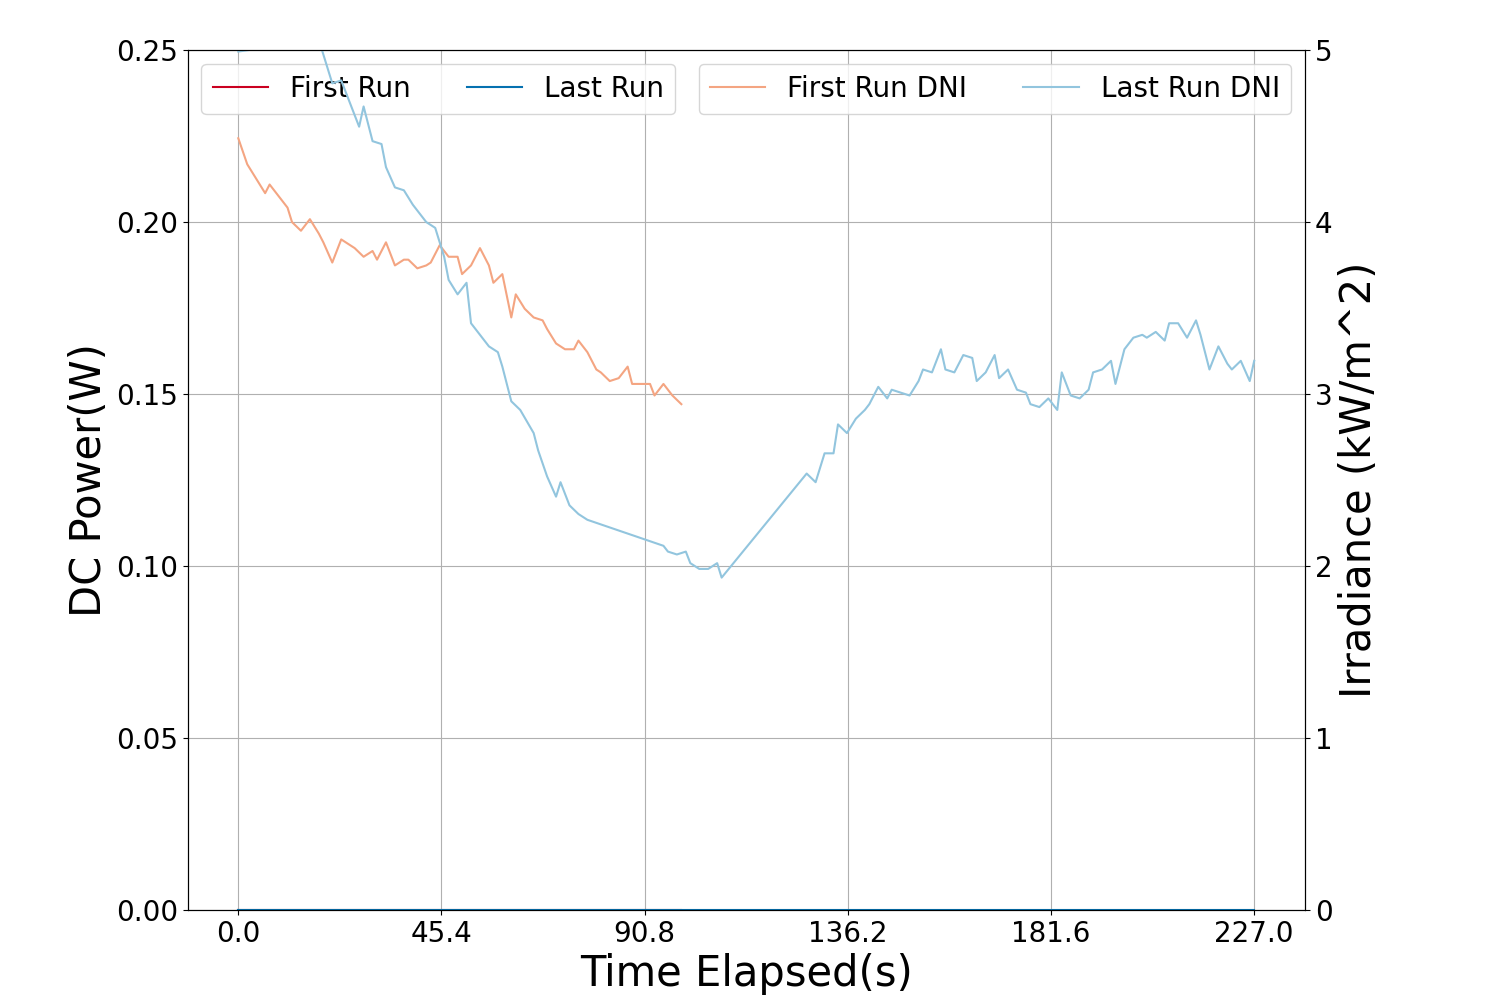 First Run
Last Run
First Run DNI
Last Run DNI
0.25
0.20
0.15
0.10
0.05
0.00
DC Power(W)
5
4
3
2
1
0
Irradiance (kW/m^2)
0.0
45.4
90.8
136.2
181.6
227.0
Time Elapsed(s)